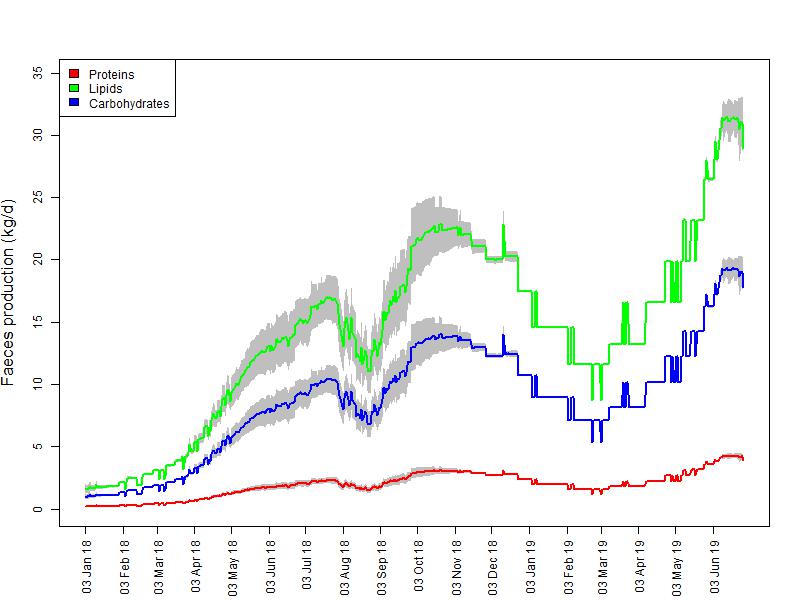 Proteins
Lipids
Carbohydrates
Faeces production (kg/d)
35
30
25
20
15
10
5
0
03 Jan 18
03 Feb 18
03 Mar 18
03 Apr 18
03 May 18
03 Jun 18
03 Jul 18
03 Aug 18
03 Sep 18
03 Oct 18
03 Nov 18
03 Dec 18
03 Jan 19
03 Feb 19
03 Mar 19
03 Apr 19
03 May 19
03 Jun 19